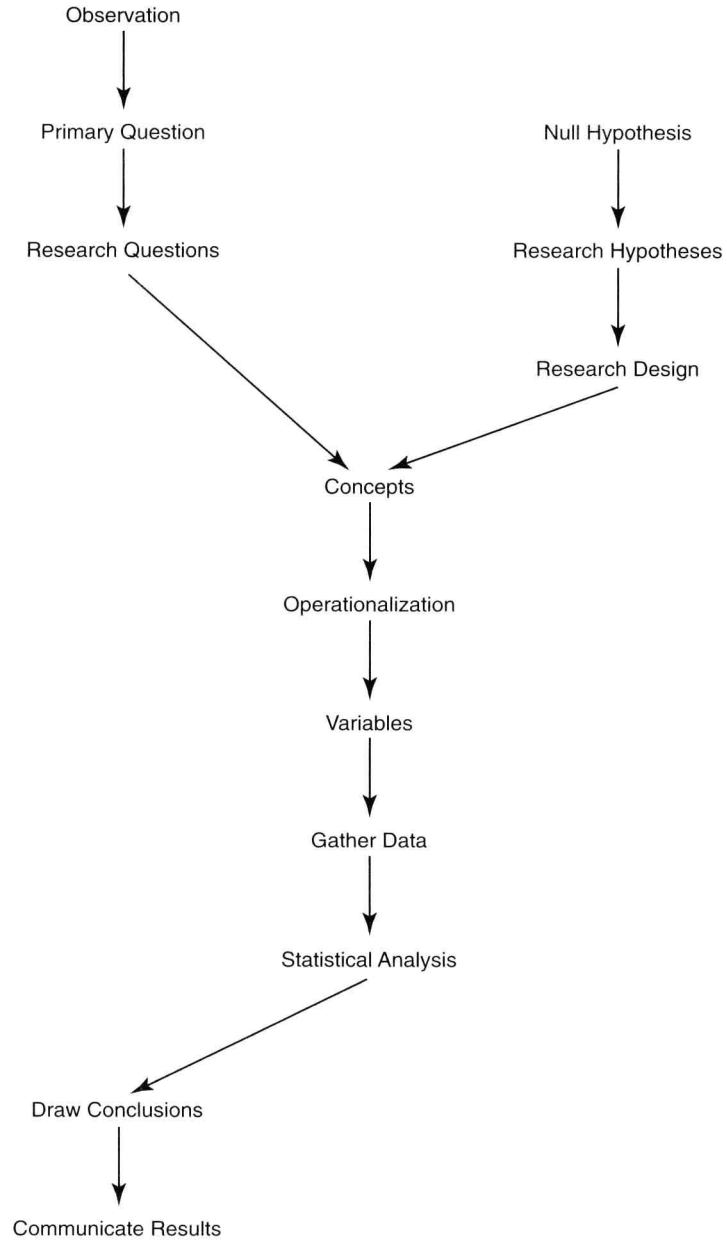 Observation
Primary Question
Null Hypothesis
Research Questions
Research Hypotheses
Research Design
Concepts
Operationalization
Variables
Gather Data
Statistical Analysis
Draw Conclusions
Communicate Results